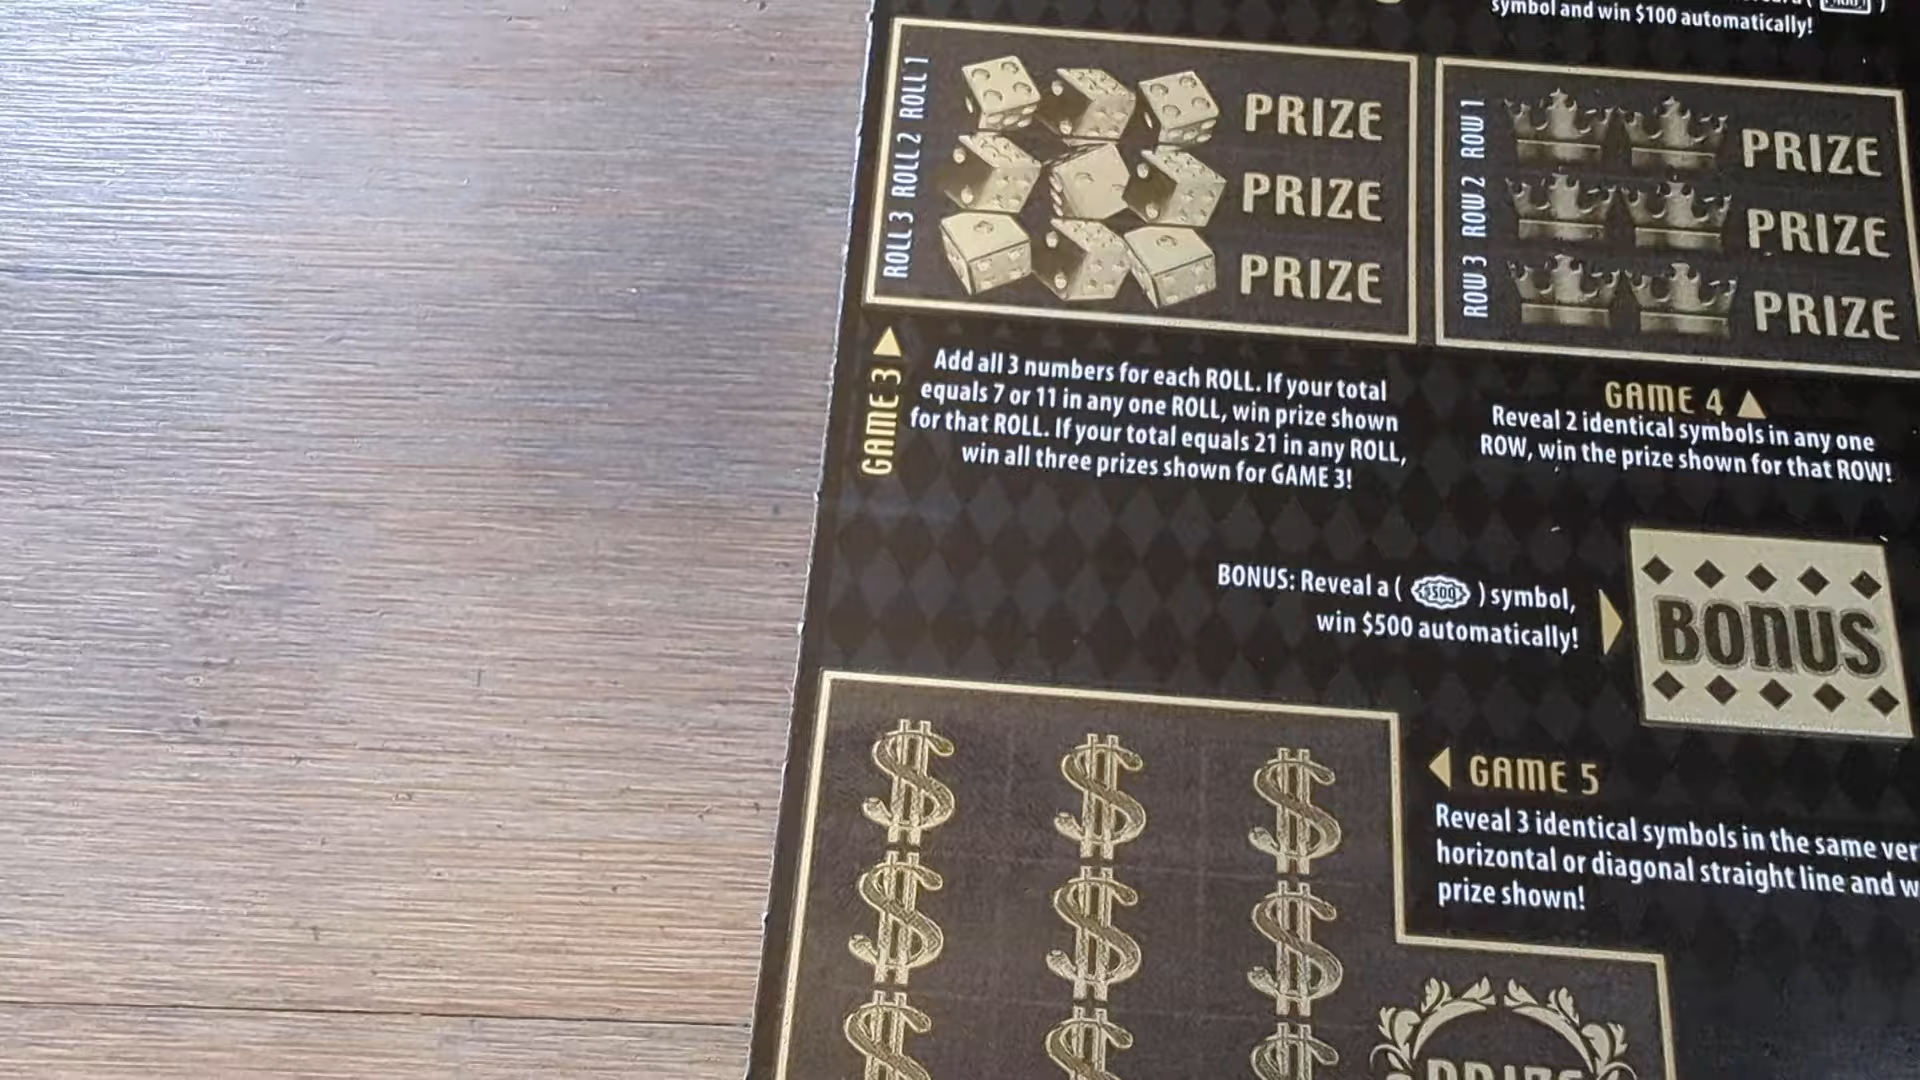 symbol and win $100 automatically!
ROLL 1
PRIZE
ROLL 2
PRIZE
ROLL 3
PRIZE
ROW 1
PRIZE
ROW 2
PRIZE
ROW 3
PRIZE
GAME 3
Add all 3 numbers for each ROLL. If your total
equals 7 or 11 in any one ROLL, win prize shown
for that ROLL. If your total equals 21 in any ROLL,
win all three prizes shown for GAME 3!
GAME 4
Reveal 2 identical symbols in any one
ROW, win the prize shown for that ROW!
BONUS: Reveal a ( $500 ) symbol,
win $500 automatically!
BONUS
GAME 5
Reveal 3 identical symbols in the same ver
horizontal or diagonal straight line and w
prize shown!
PRIZE